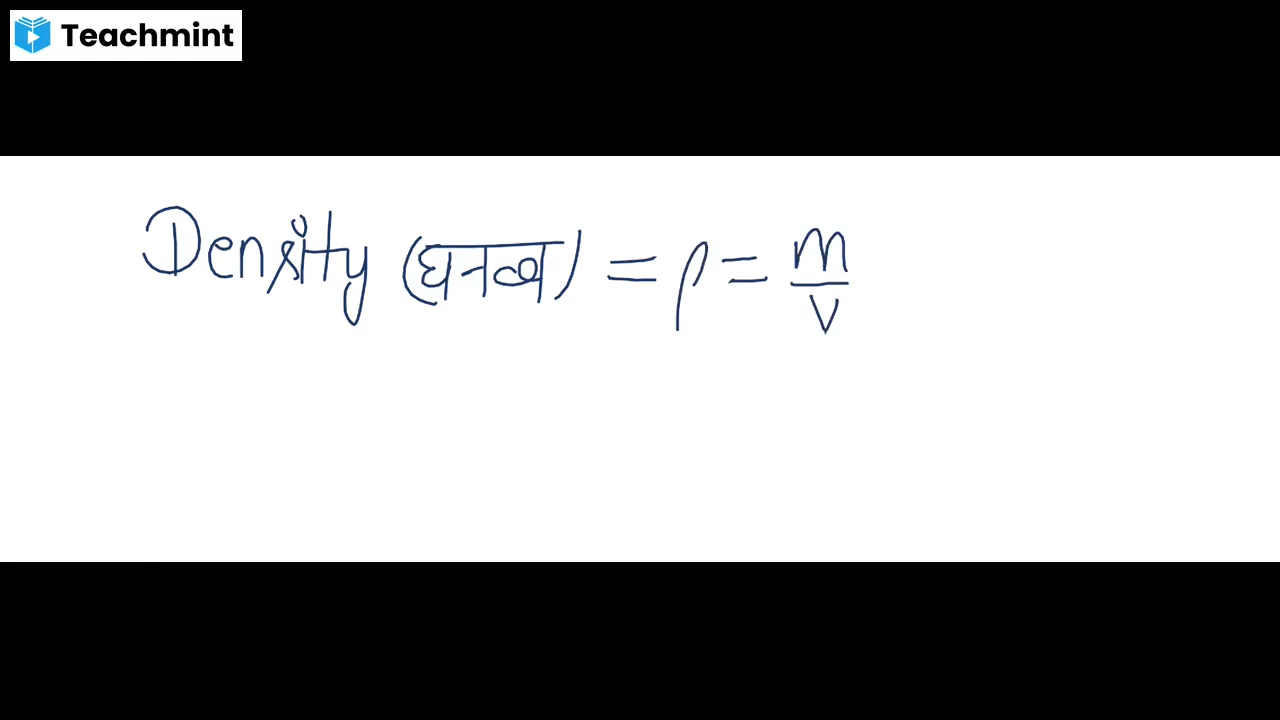 Teachmint
Density (घनत्व) = ρ = m/v